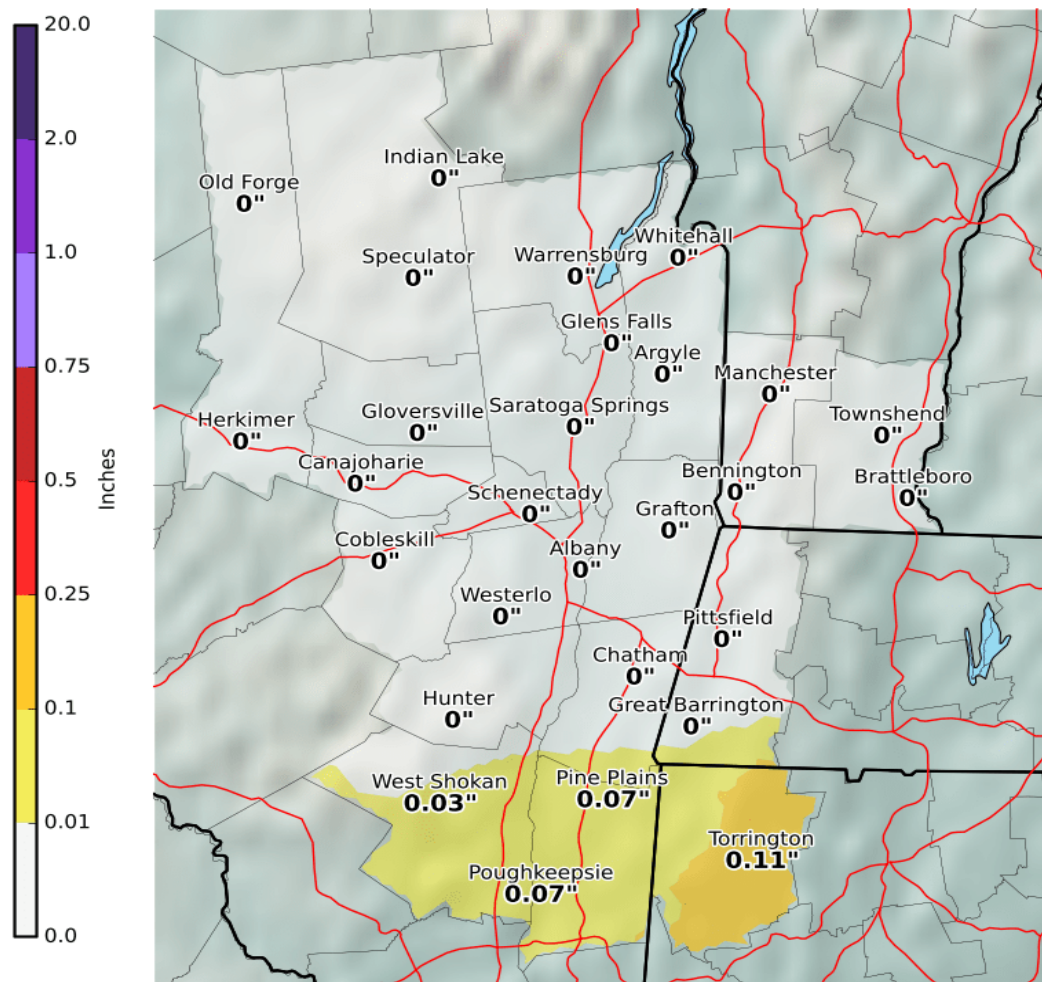 20.0
2.0
1.0
0.75
0.5
0.25
0.1
0.01
0.0
Inches
Indian Lake
0"
Old Forge
0"
Whitehall
0"
Speculator
0"
Warrensburg
0"
Glens Falls
0"
Argyle
0"
Manchester
0"
Saratoga Springs
0"
Gloversville
0"
Townshend
0"
Herkimer
0"
Canajoharie
0"
Bennington
0"
Brattleboro
0"
Schenectady
0"
Grafton
0"
Cobleskill
0"
Albany
0"
Westerlo
0"
Pittsfield
0"
Chatham
0"
Hunter
0"
Great Barrington
0"
West Shokan
0.03"
Pine Plains
0.07"
Torrington
0.11"
Poughkeepsie
0.07"